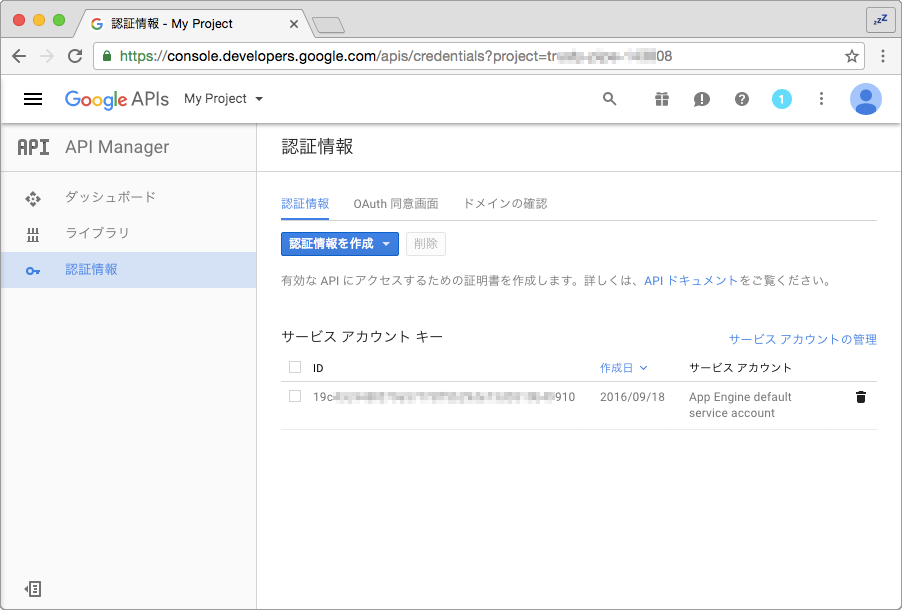 認証情報 - My Project
https://console.developers.google.com/apis/credentials?project=tr 08
Google APIs My Project 1
API API Manager
認証情報
ダッシュボード
ライブラリ
認証情報
認証情報 OAuth 同意画面 ドメインの確認
認証情報を作成 削除
有効な API にアクセスするための証明書を作成します。詳しくは、API ドキュメントをご覧ください。
サービス アカウント キー サービス アカウントの管理
ID 作成日 サービス アカウント
19c 910 2016/09/18 App Engine default
service account